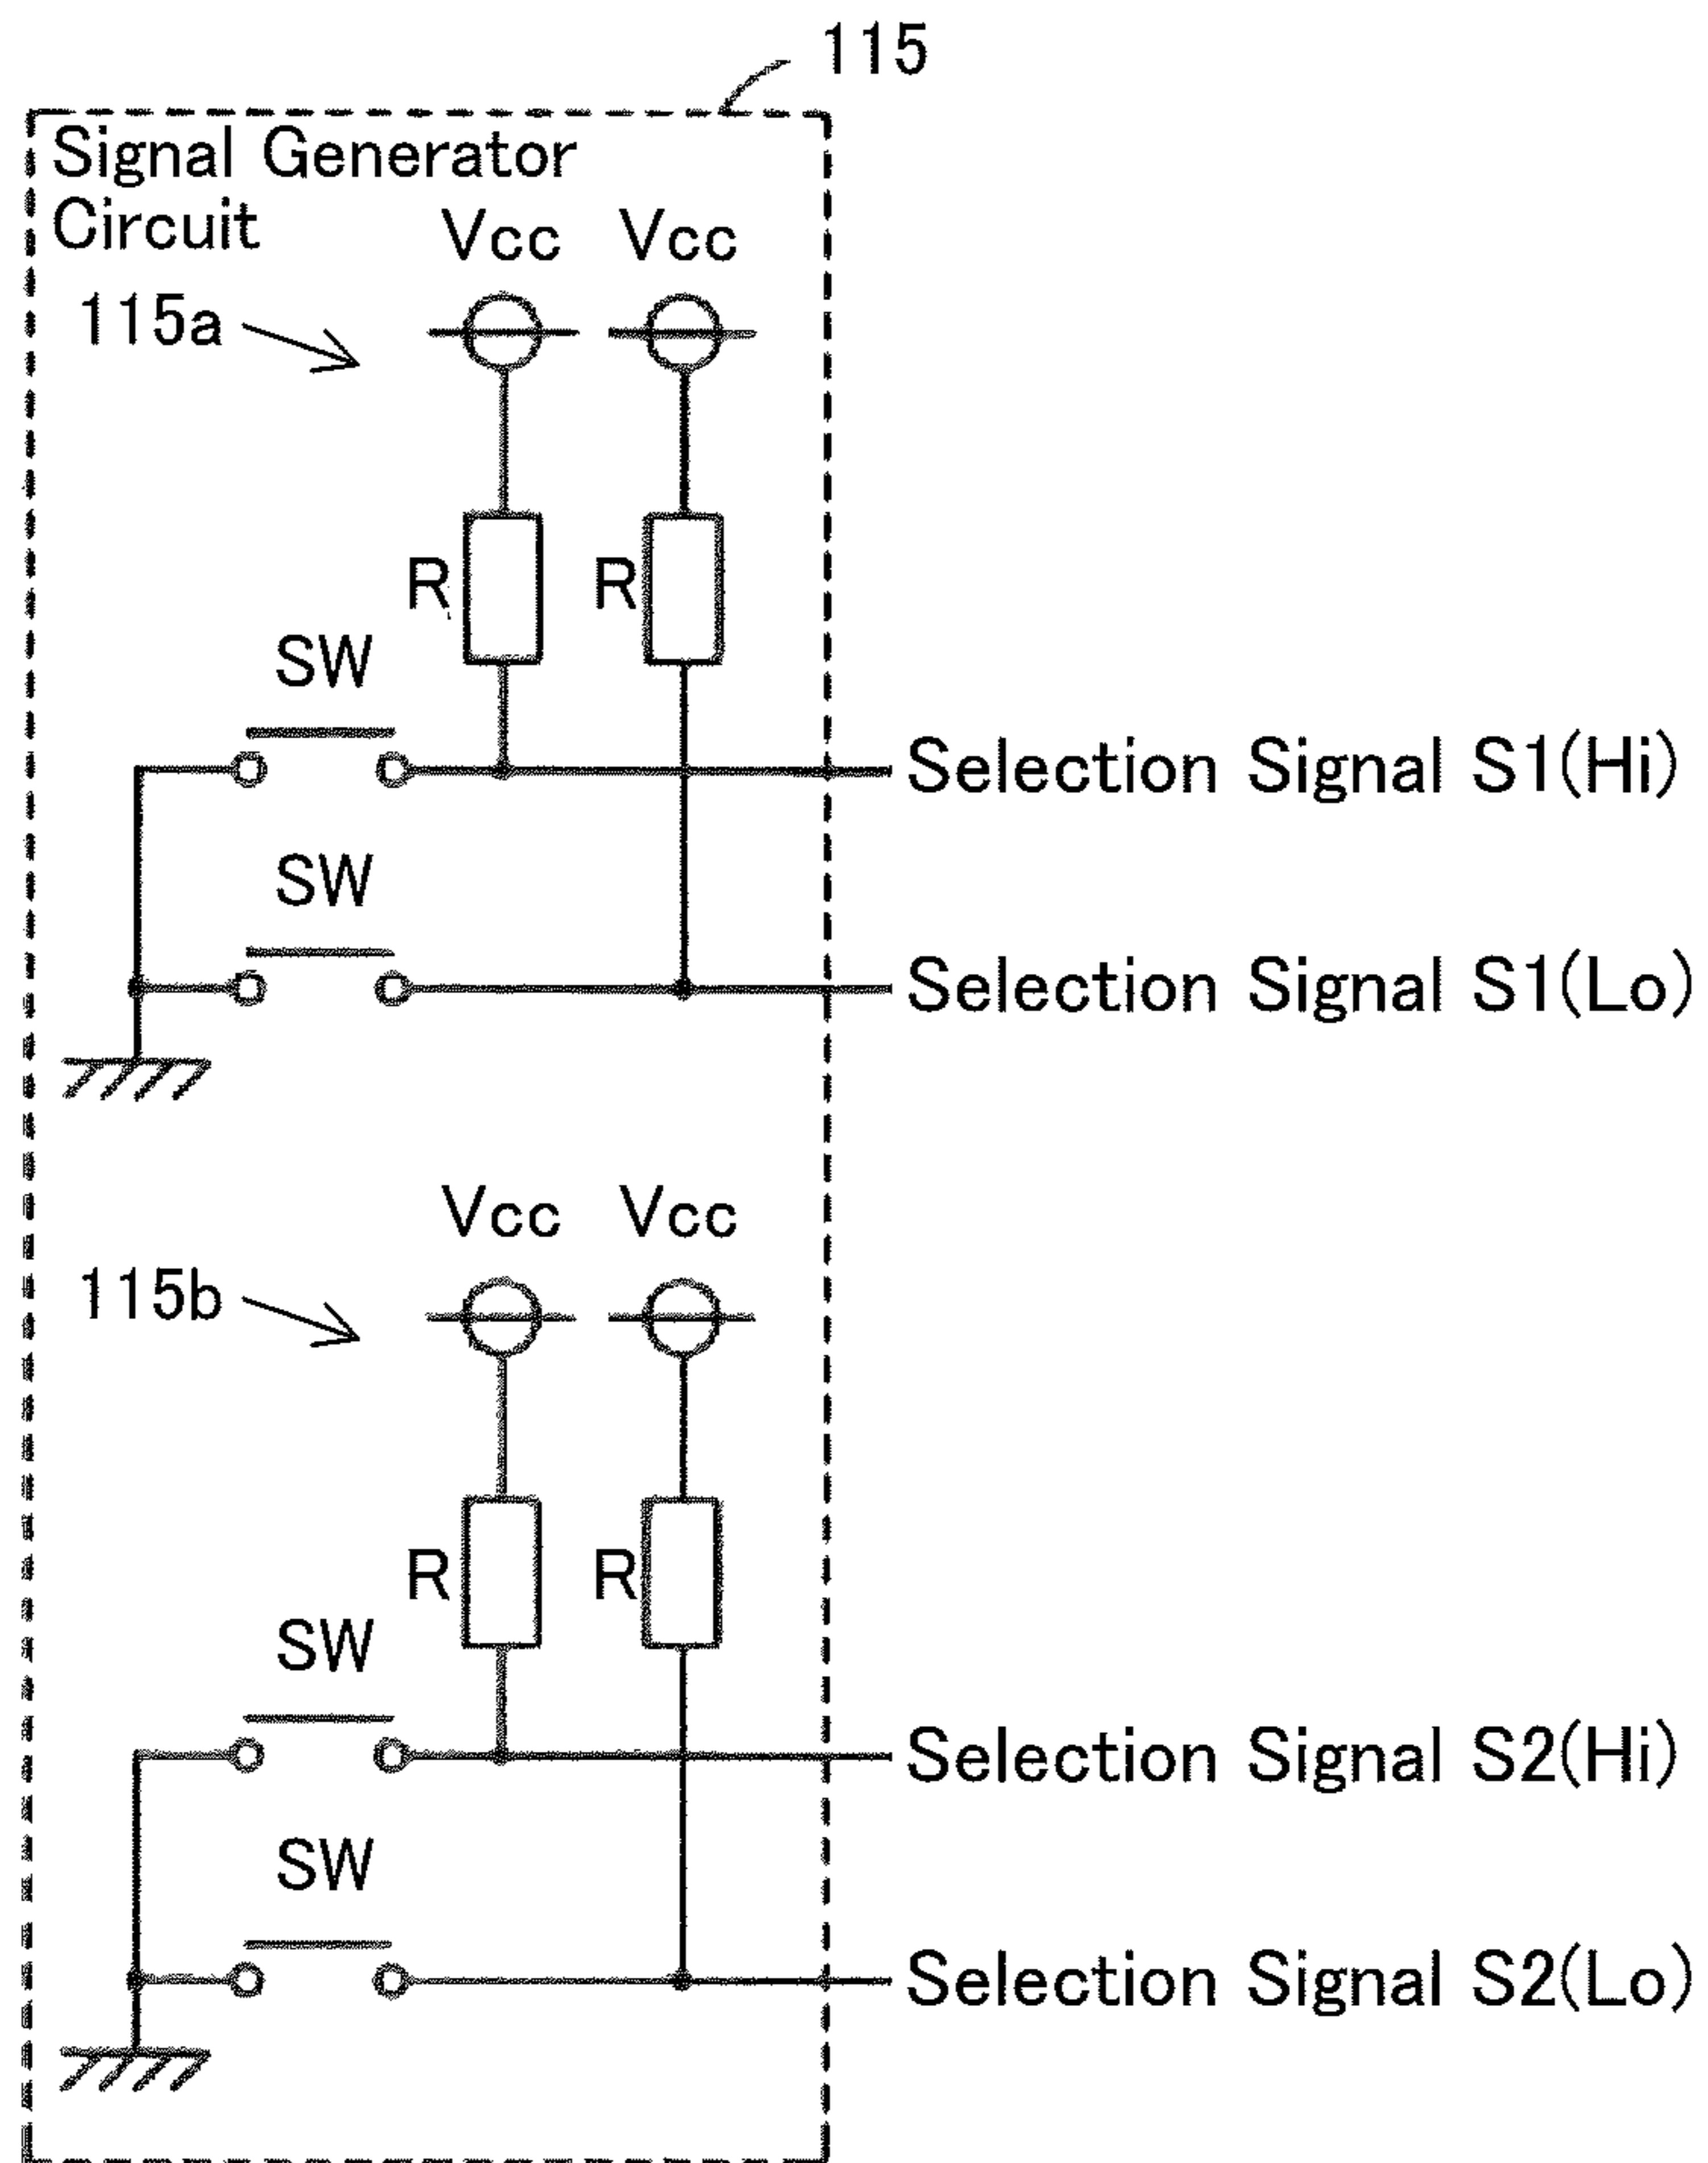 115
Signal Generator
Circuit
Vcc Vcc
115a
R R
SW
Selection Signal S1(Hi)
SW
Selection Signal S1(Lo)
Vcc Vcc
115b
R R
SW
Selection Signal S2(Hi)
SW
Selection Signal S2(Lo)